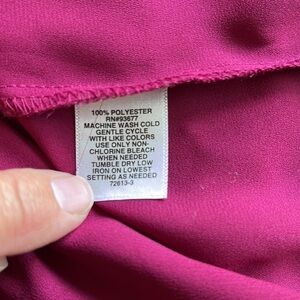 100% POLYESTER
RN#93677
MACHINE WASH COLD
GENTLE CYCLE
WITH LIKE COLORS
USE ONLY NON-
CHLORINE BLEACH
WHEN NEEDED
TUMBLE DRY LOW
IRON ON LOWEST
SETTING AS NEEDED
72613-3